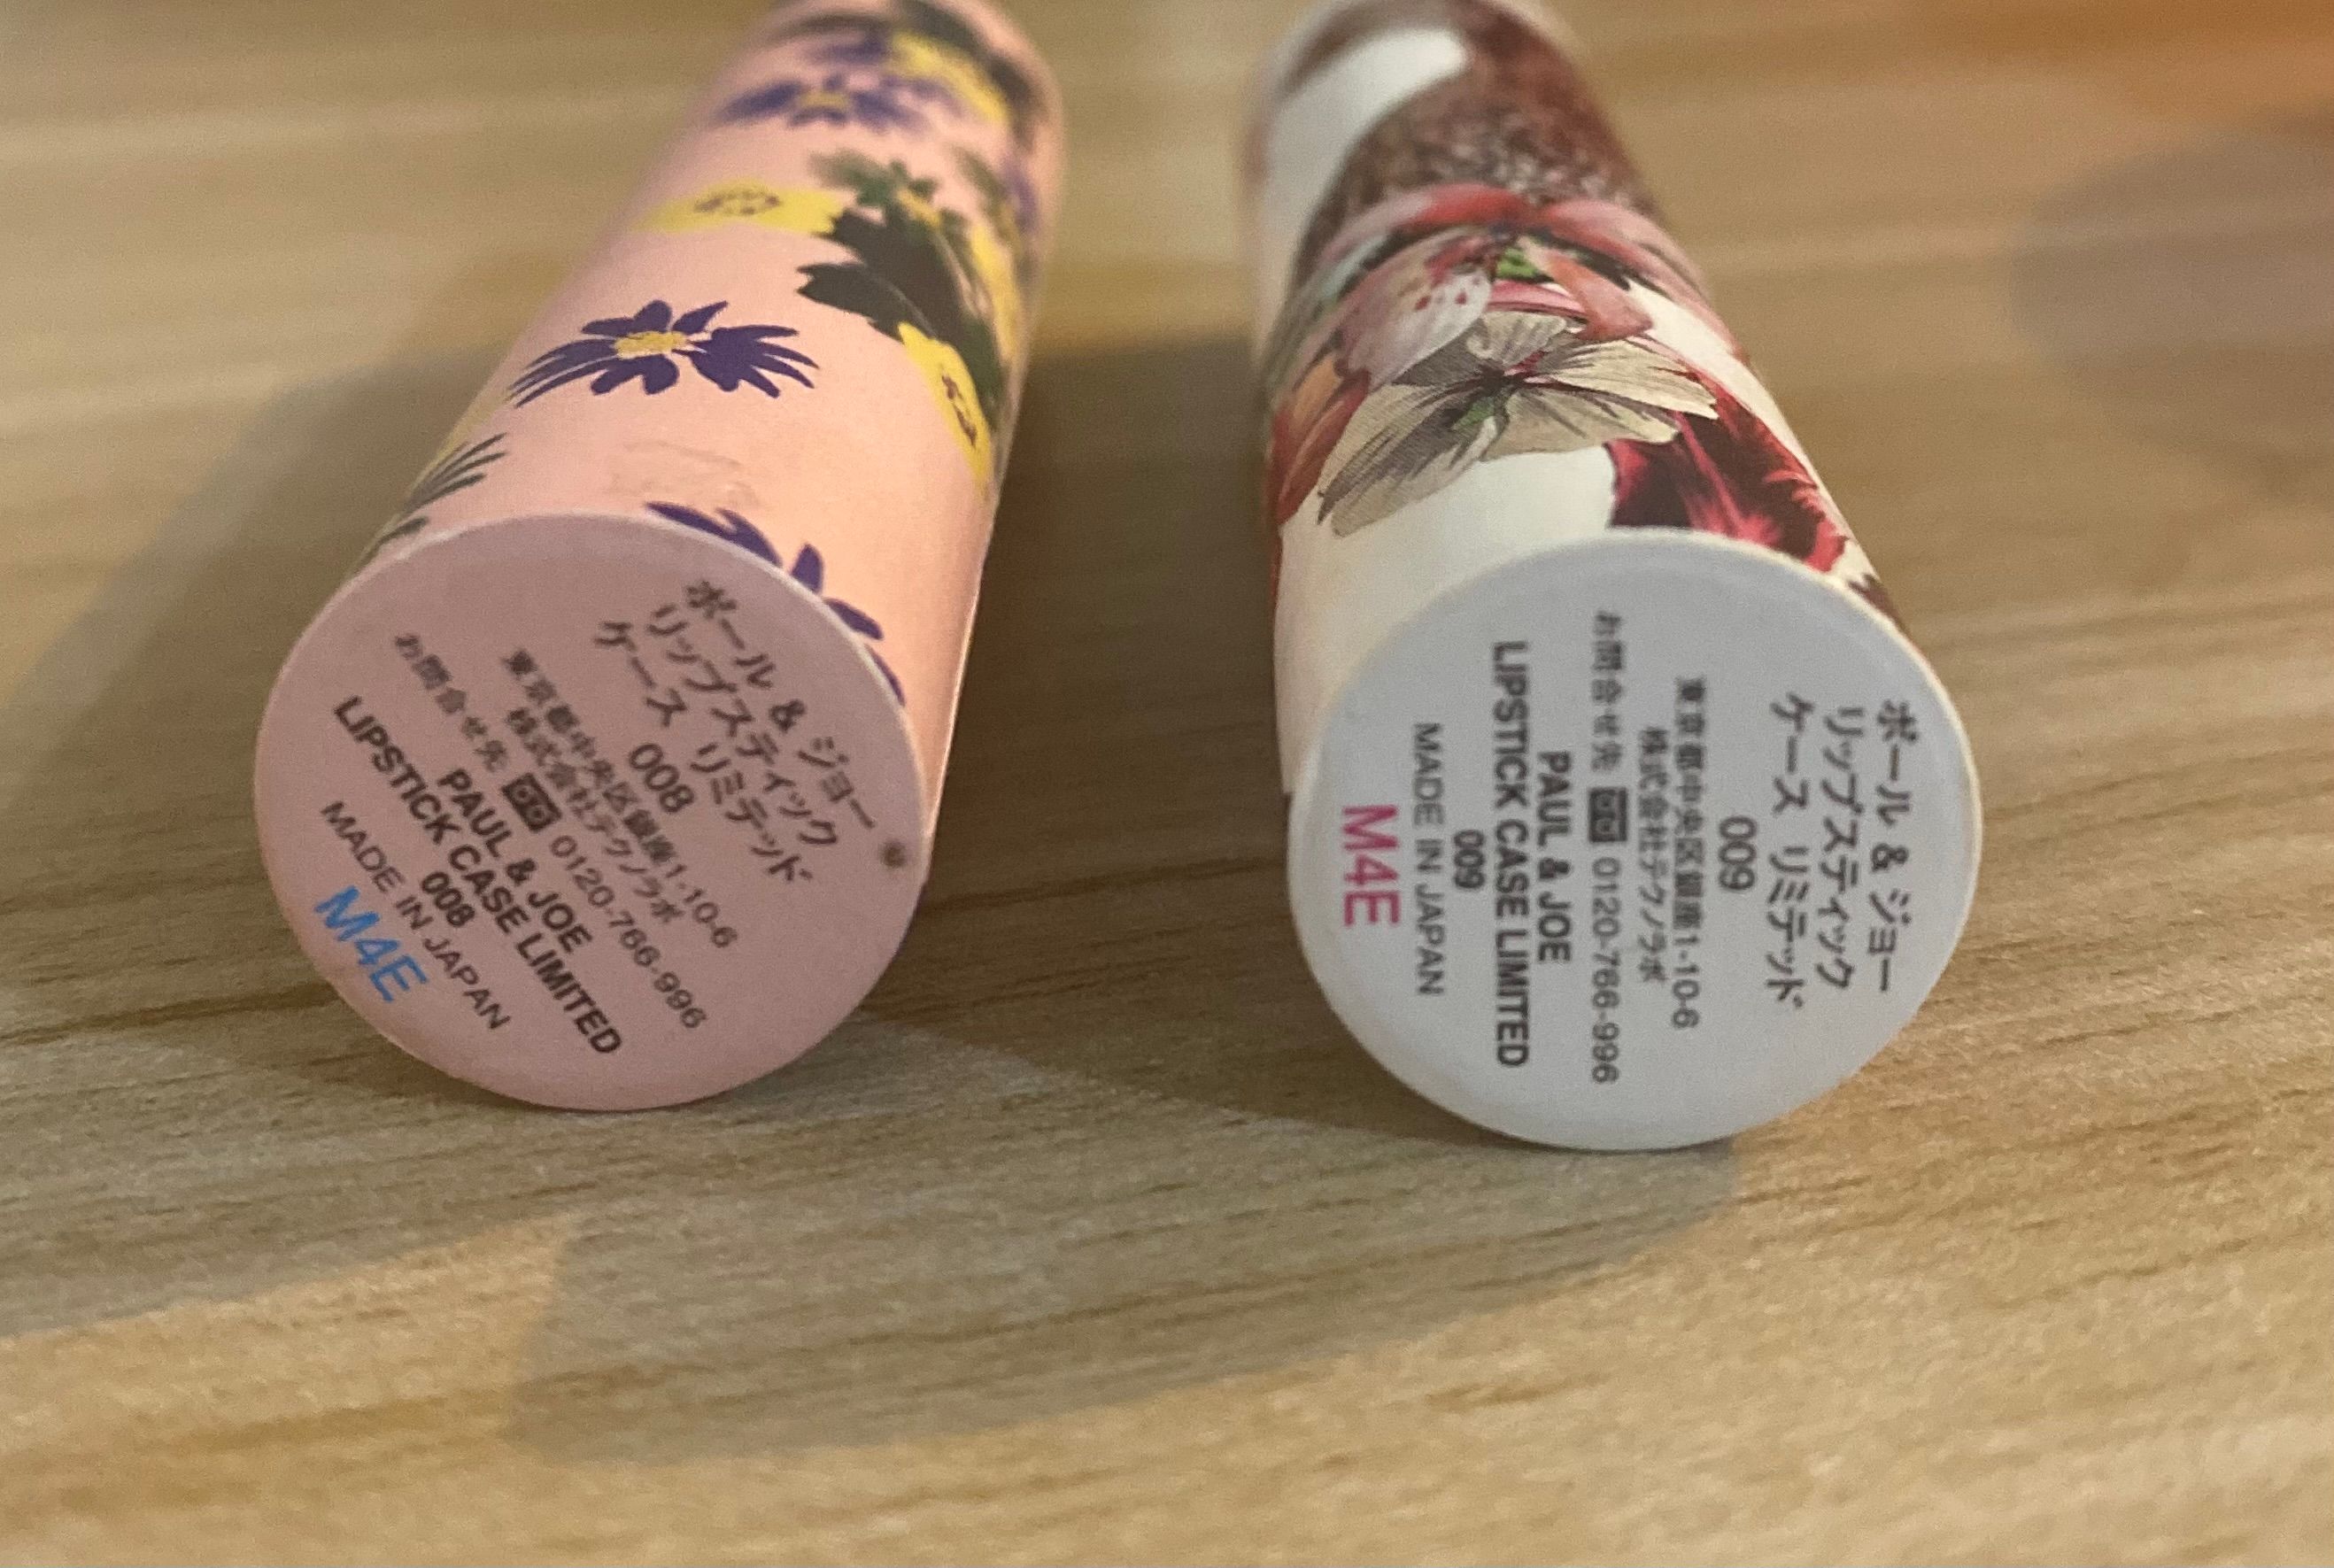 ポール & ジョー
リップスティック
ケース リミテッド
008
東京都中央区銀座1-10-6
株式会社テクノラボ
お問合せ先 0120-766-996
PAUL & JOE
LIPSTICK CASE LIMITED
008
MADE IN JAPAN
M4E
ポール & ジョー
リップスティック
ケース リミテッド
009
東京都中央区銀座1-10-6
株式会社テクノラボ
お問合せ先 0120-766-996
PAUL & JOE
LIPSTICK CASE LIMITED
009
MADE IN JAPAN
M4E